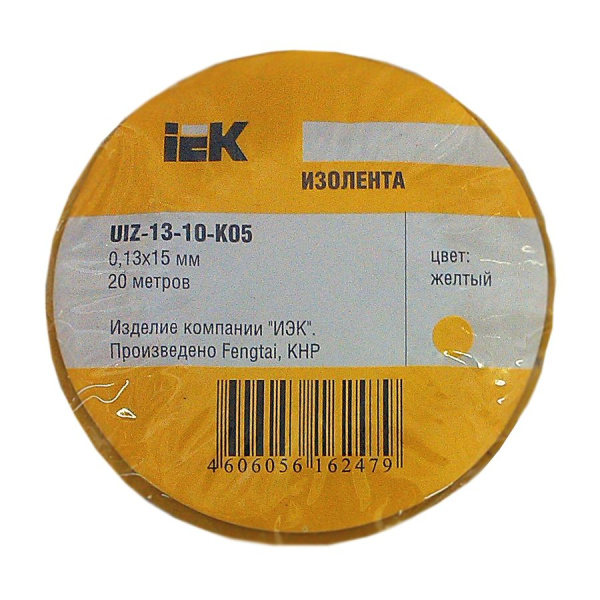 iEK
ИЗОЛЕНТА
UIZ-13-10-K05
0,13x15 мм
20 метров
цвет:
желтый
Изделие компании "ИЭК".
Произведено Fengtai, КНР
4 606056 162479